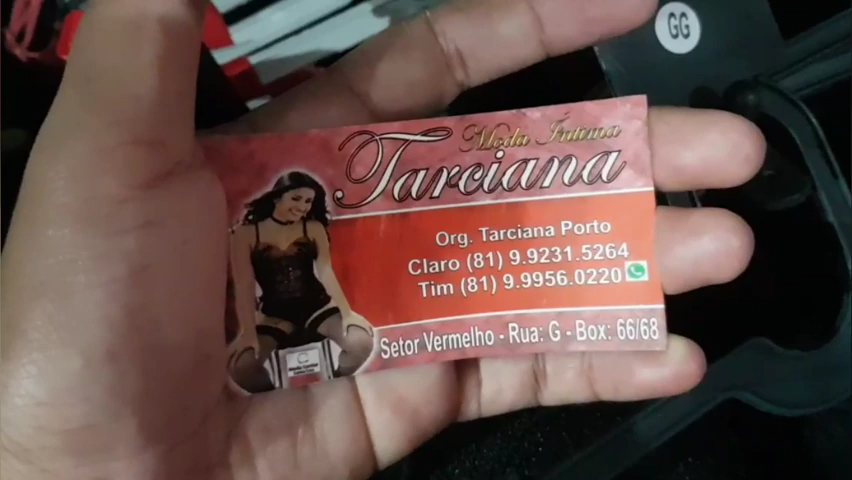 GG
Moda Íntima
Tarciana
Org. Tarciana Porto
Claro (81) 9.9231.5264
Tim (81) 9.9956.0220
Setor Vermelho - Rua: G - Box: 66/68